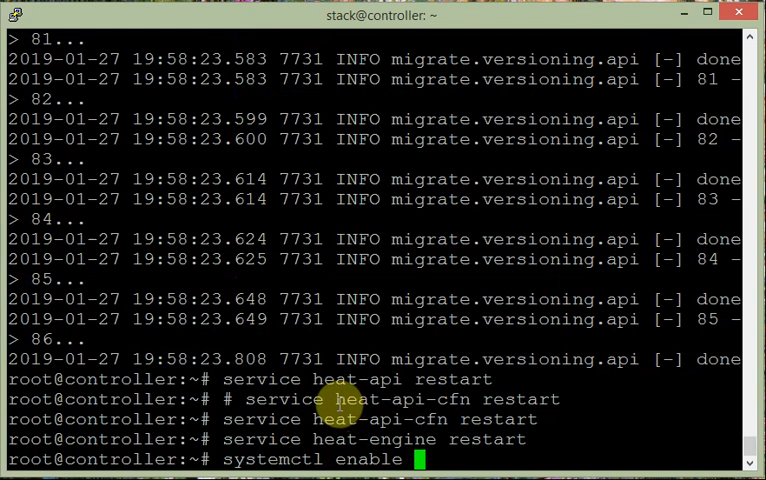 stack@controller: ~
> 81...
2019-01-27 19:58:23.583 7731 INFO migrate.versioning.api [-] done
2019-01-27 19:58:23.583 7731 INFO migrate.versioning.api [-] 81 -
> 82...
2019-01-27 19:58:23.599 7731 INFO migrate.versioning.api [-] done
2019-01-27 19:58:23.600 7731 INFO migrate.versioning.api [-] 82 -
> 83...
2019-01-27 19:58:23.614 7731 INFO migrate.versioning.api [-] done
2019-01-27 19:58:23.614 7731 INFO migrate.versioning.api [-] 83 -
> 84...
2019-01-27 19:58:23.624 7731 INFO migrate.versioning.api [-] done
2019-01-27 19:58:23.625 7731 INFO migrate.versioning.api [-] 84 -
> 85...
2019-01-27 19:58:23.648 7731 INFO migrate.versioning.api [-] done
2019-01-27 19:58:23.649 7731 INFO migrate.versioning.api [-] 85 -
> 86...
2019-01-27 19:58:23.808 7731 INFO migrate.versioning.api [-] done
root@controller:~# service heat-api restart
root@controller:~# # service heat-api-cfn restart
root@controller:~# service heat-api-cfn restart
root@controller:~# service heat-engine restart
root@controller:~# systemctl enable